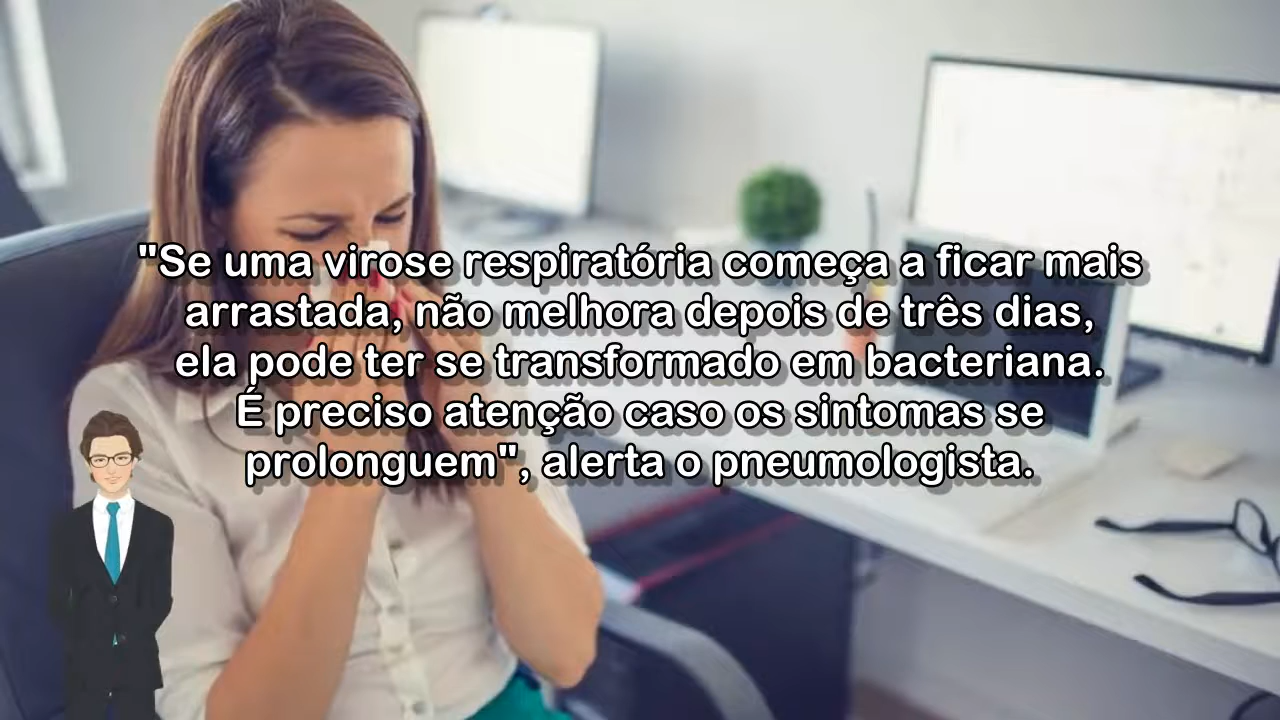 "Se uma virose respiratória começa a ficar mais
arrastada, não melhora depois de três dias,
ela pode ter se transformado em bacteriana.
É preciso atenção caso os sintomas se
prolonguem", alerta o pneumologista.